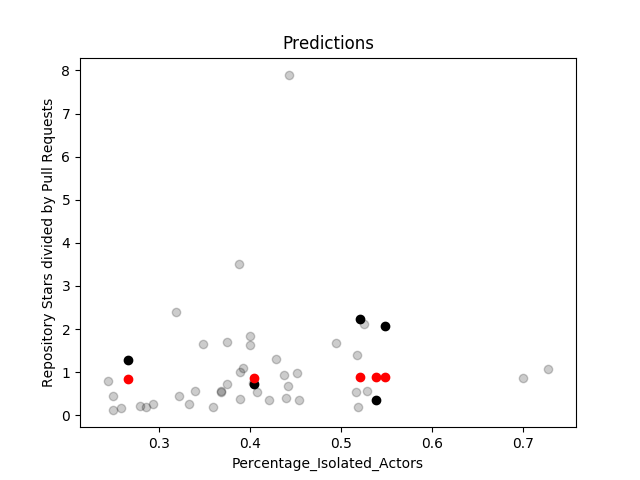 Predictions
Repository Stars divided by Pull Requests
8
7
6
5
4
3
2
1
0
0.3 0.4 0.5 0.6 0.7
Percentage_Isolated_Actors